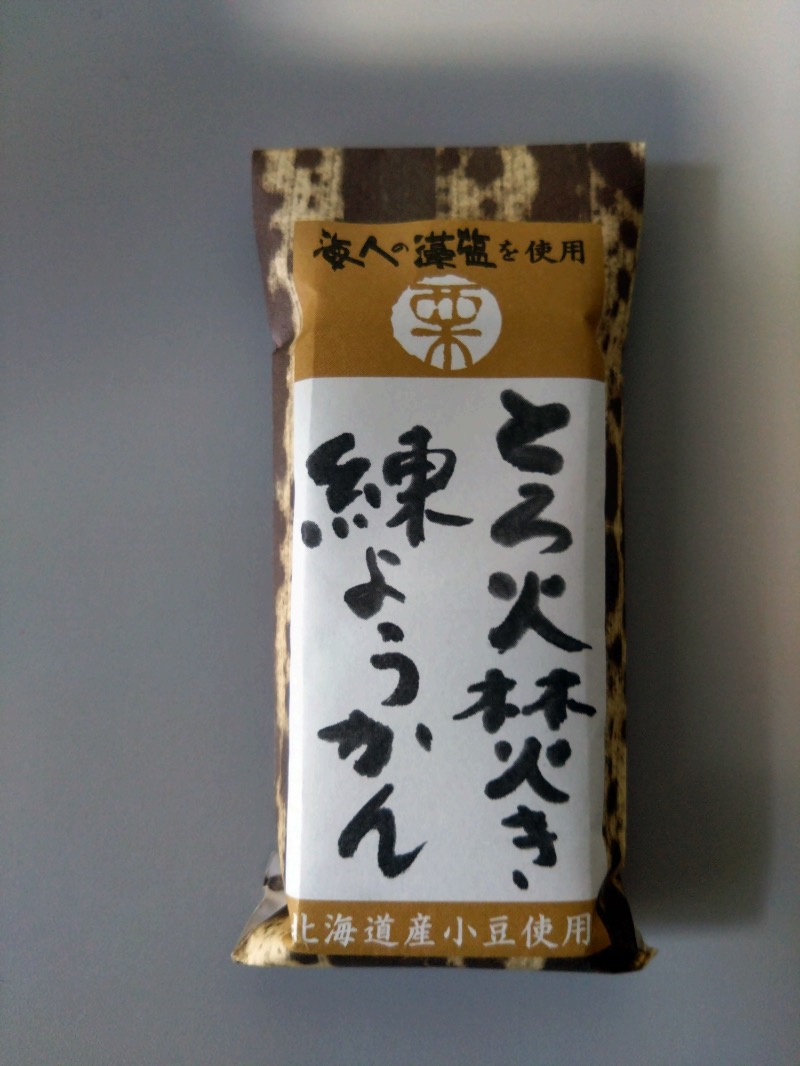 海人の藻塩を使用
栗
とろ火焚き
練ようかん
北海道産小豆使用